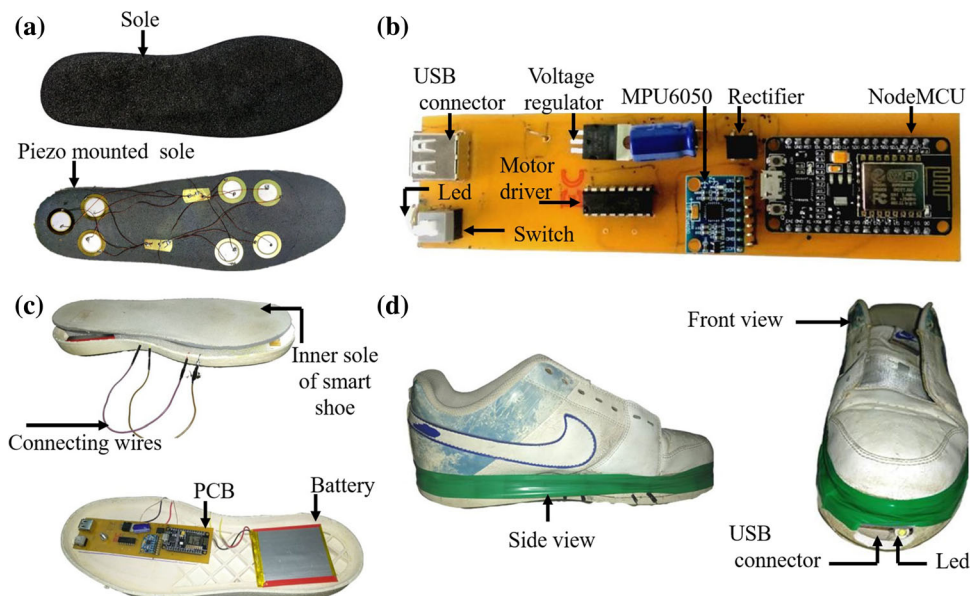 (a)
Sole
Piezo mounted sole
(b)
USB
connector
Voltage
regulator
MPU6050
Rectifier
NodeMCU
Led
Motor
driver
Switch
(c)
Inner sole
of smart
shoe
Connecting wires
PCB
Battery
(d)
Front view
Side view
USB
connector
Led